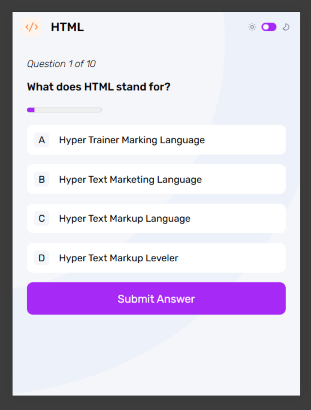 </> HTML
Question 1 of 10
What does HTML stand for?
A Hyper Trainer Marking Language
B Hyper Text Marketing Language
C Hyper Text Markup Language
D Hyper Text Markup Leveler
Submit Answer